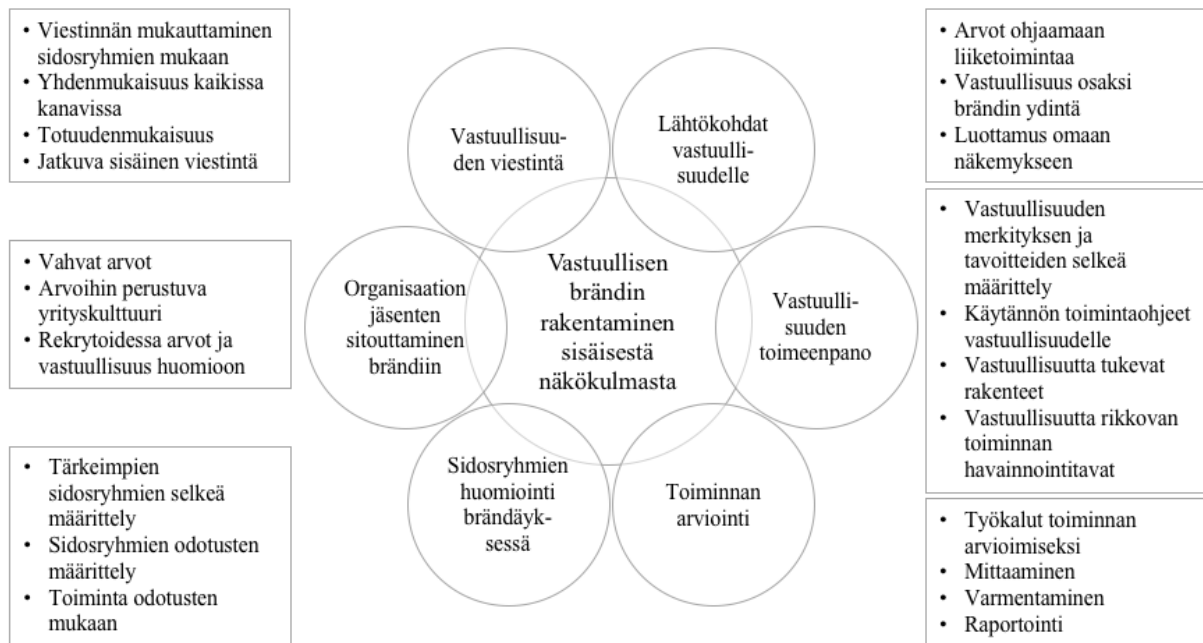 • Viestinnän mukauttaminen
sidosryhmien mukaan
• Yhdenmukaisuus kaikissa
kanavissa
• Totuudenmukaisuus
• Jatkuva sisäinen viestintä
• Vahvat arvot
• Arvoihin perustuva
yrityskulttuuri
• Rekrytoidessa arvot ja
vastuullisuus huomioon
• Tärkeimpien
sidosryhmien selkeä
määrittely
• Sidosryhmien odotusten
määrittely
• Toiminta odotusten
mukaan
Vastuullisuu-
den viestintä
Lähtökohdat
vastuulli-
suudelle
Organisaation
jäsenten
sitouttaminen
brändiin
Vastuullisen
brändin
rakentaminen
sisäisestä
näkökulmasta
Vastuulli-
suuden
toimeenpano
Sidosryhmien
huomiointi
brändäyk-
sessä
Toiminnan
arviointi
• Arvot ohjaamaan
liiketoimintaa
• Vastuullisuus osaksi
brändin ydintä
• Luottamus omaan
näkemykseen
• Vastuullisuuden
merkityksen ja
tavoitteiden selkeä
määrittely
• Käytännön toimintaohjeet
vastuullisuudelle
• Vastuullisuutta tukevat
rakenteet
• Vastuullisuutta rikkovan
toiminnan
havainnointitavat
• Työkalut toiminnan
arvioimiseksi
• Mittaaminen
• Varmentaminen
• Raportointi